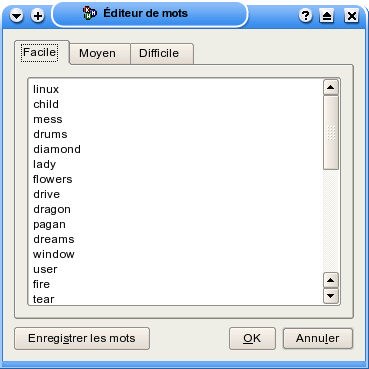 Éditeur de mots
Facile Moyen Difficile
linux
child
mess
drums
diamond
lady
flowers
drive
dragon
pagan
dreams
window
user
fire
tear
Enregistrer les mots OK Annuler